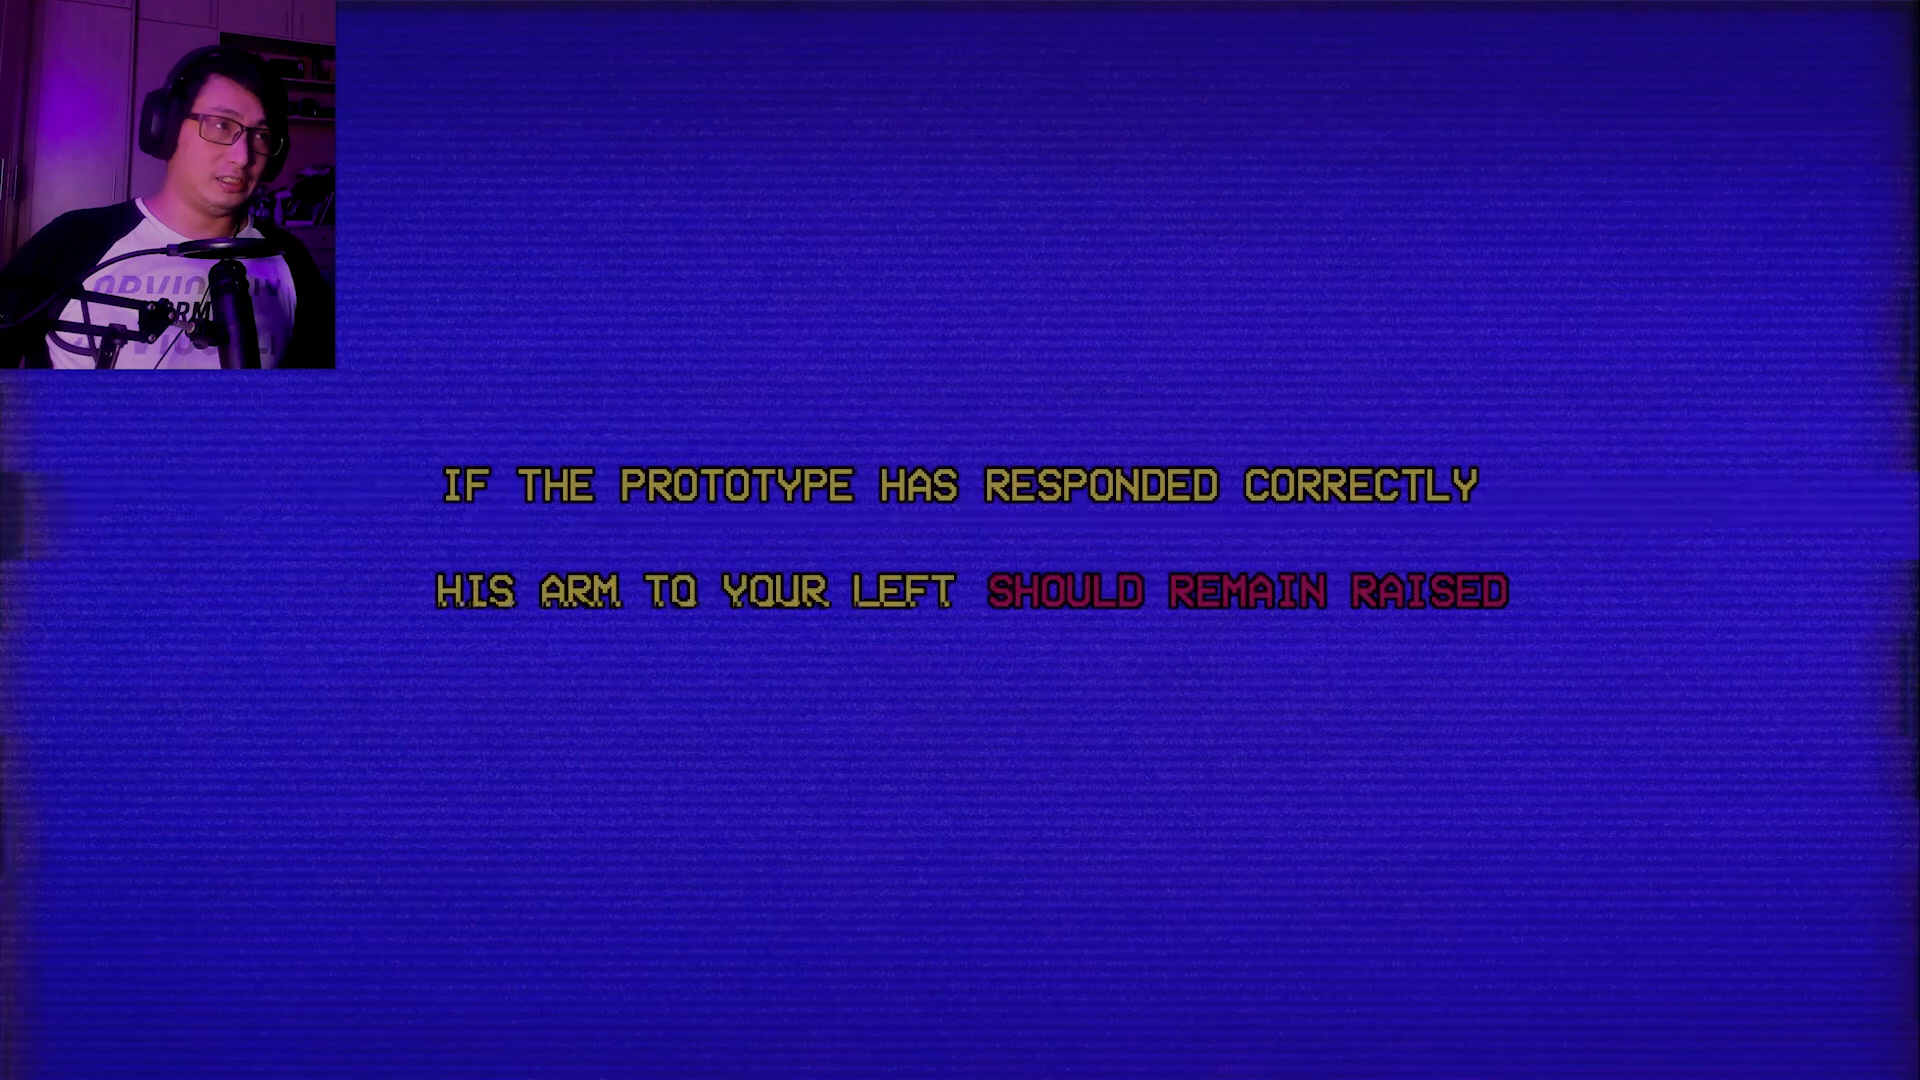 IF THE PROTOTYPE HAS RESPONDED CORRECTLY
HIS ARM TO YOUR LEFT SHOULD REMAIN RAISED